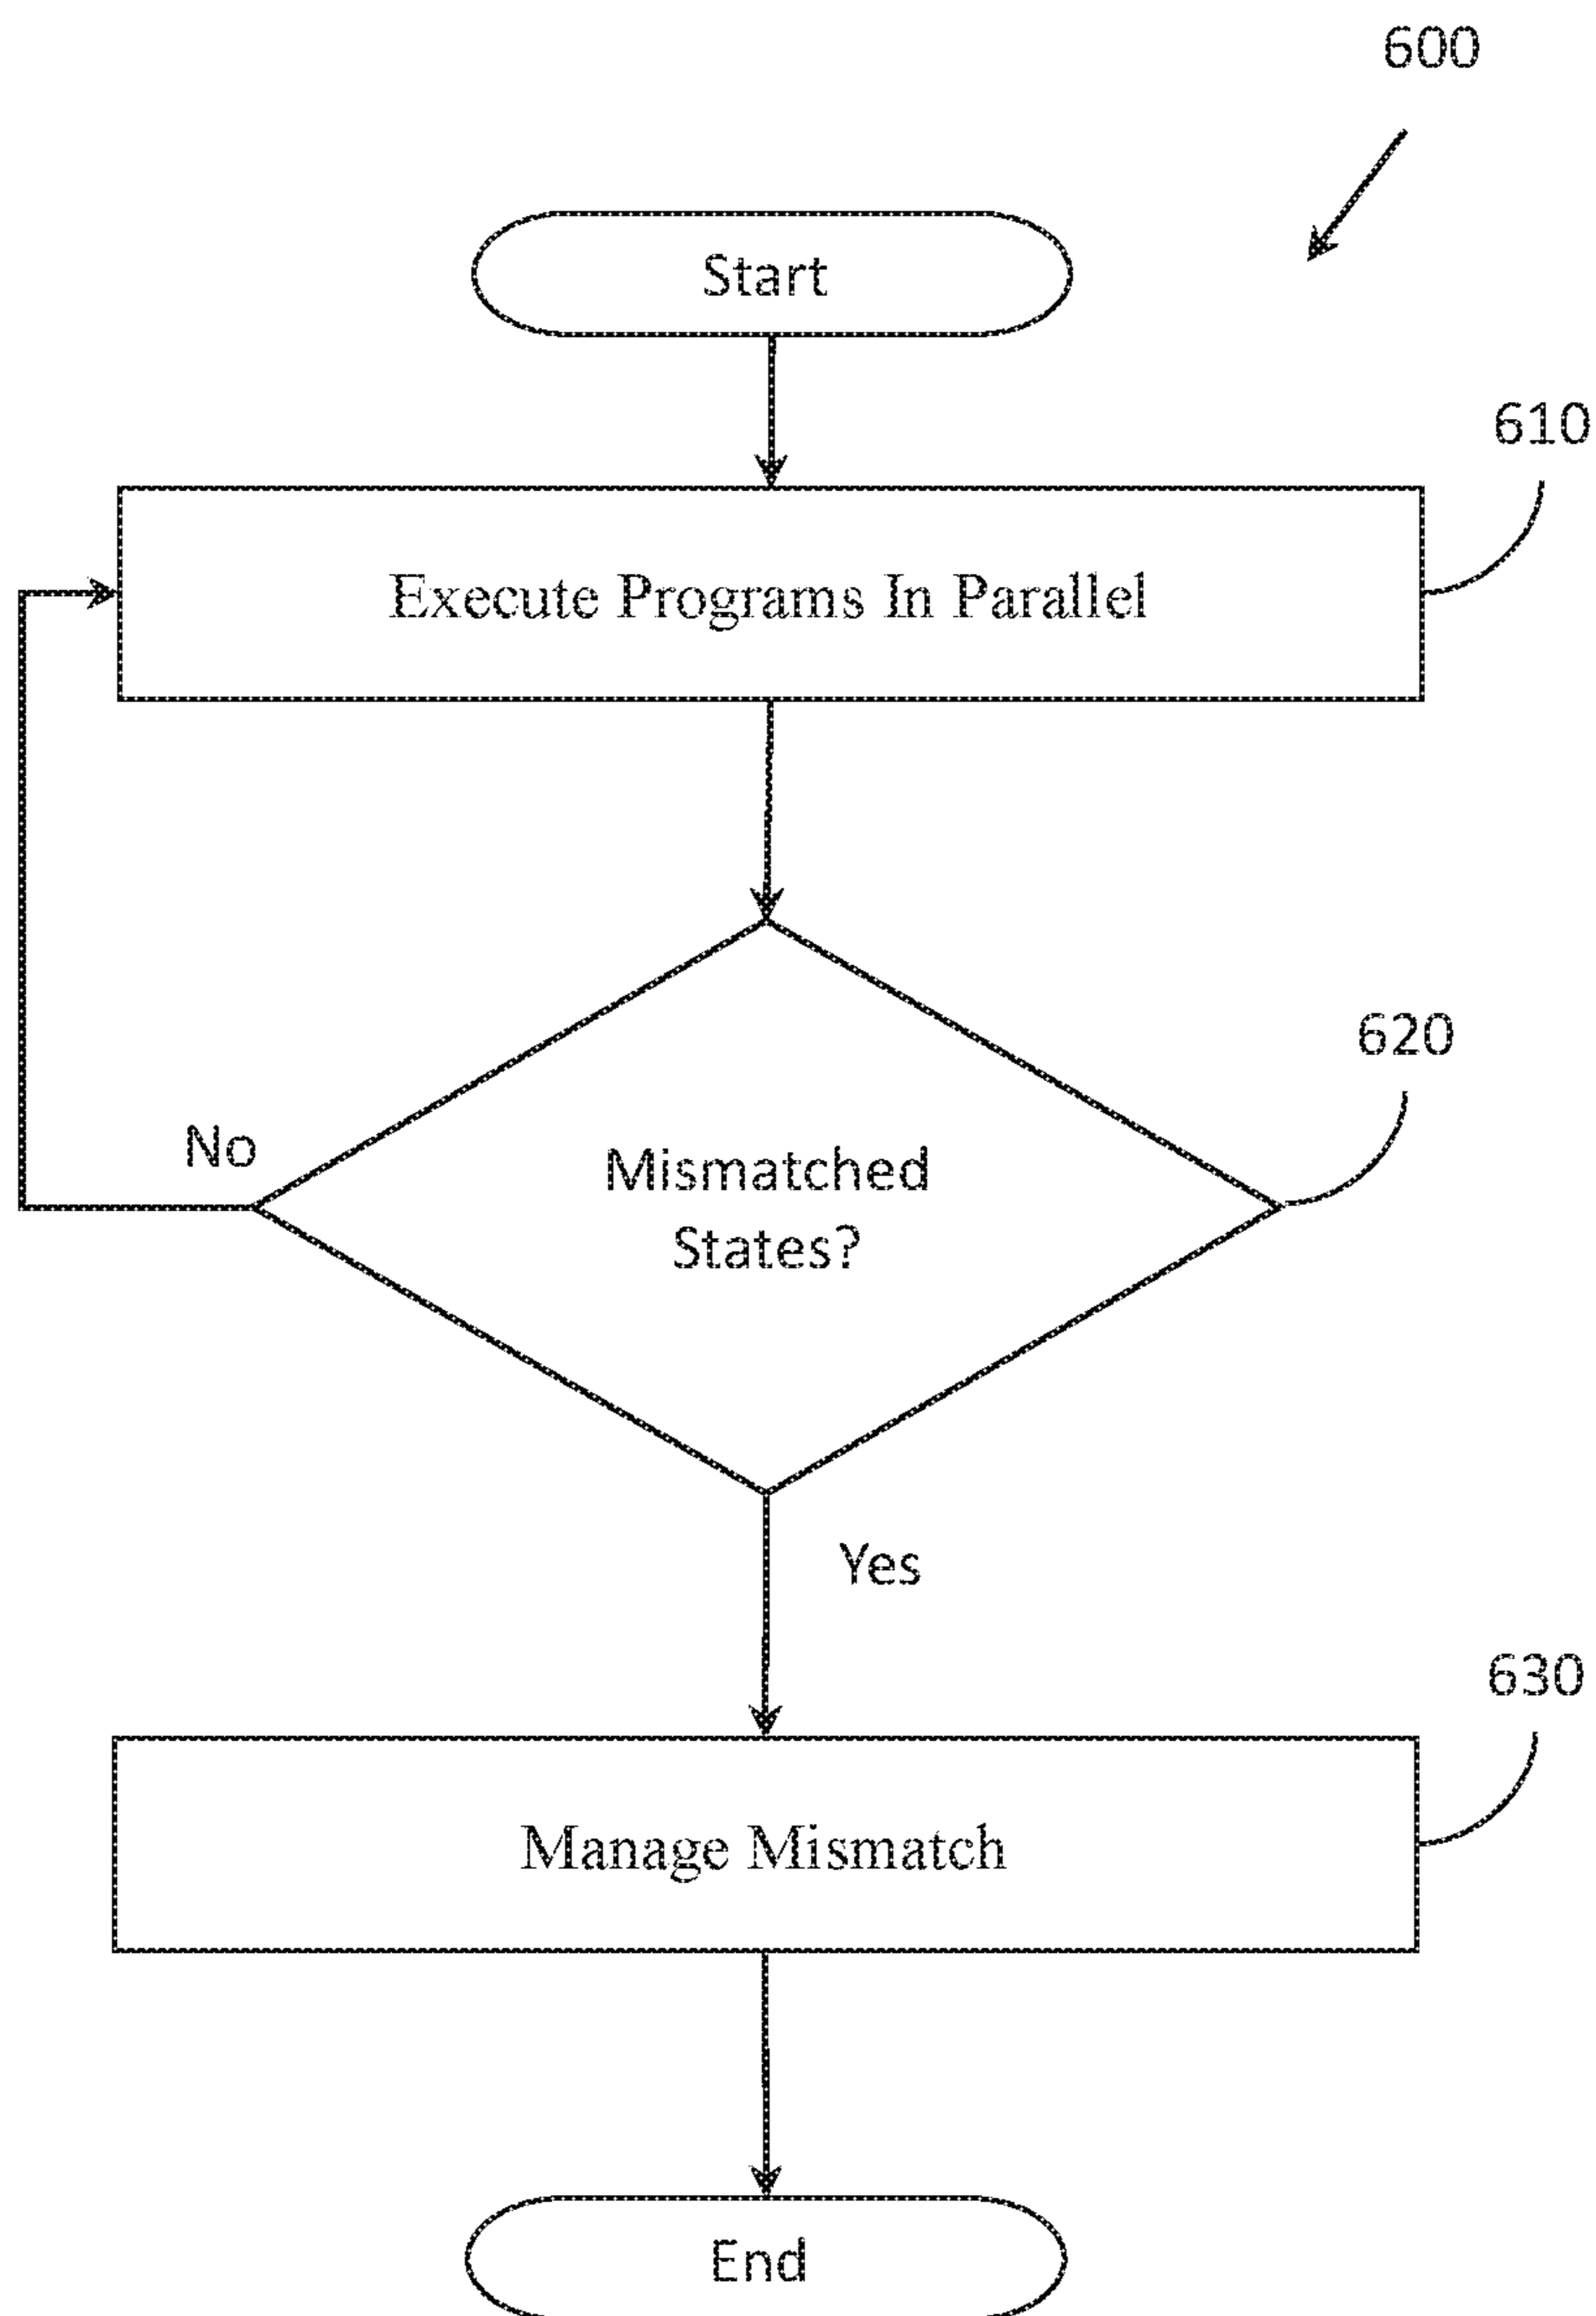 600
Start
610
Execute Programs In Parallel
620
No
Mismatched
States?
Yes
630
Manage Mismatch
End